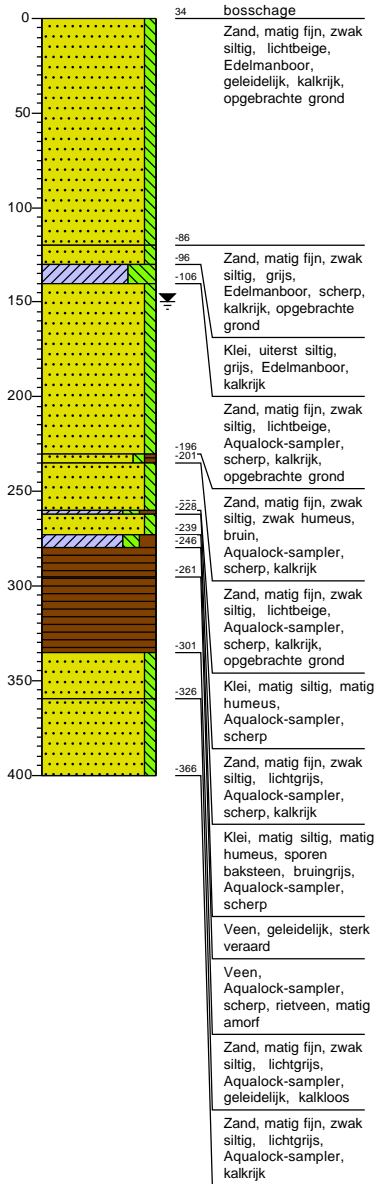 0
50
100
150
200
250
300
350
400
34
-86
-96
-106
-196
-201
-228
-239
-246
-261
-301
-326
-366
bosschage
Zand, matig fijn, zwak
siltig, lichtbeige,
Edelmanboor,
geleidelijk, kalkrijk,
opgebrachte grond
Zand, matig fijn, zwak
siltig, grijs,
Edelmanboor, scherp,
kalkrijk, opgebrachte
grond
Klei, uiterst siltig,
grijs, Edelmanboor,
kalkrijk
Zand, matig fijn, zwak
siltig, lichtbeige,
Aqualock-sampler,
scherp, kalkrijk,
opgebrachte grond
Zand, matig fijn, zwak
siltig, zwak humeus,
bruin,
Aqualock-sampler,
scherp, kalkrijk
Zand, matig fijn, zwak
siltig, lichtbeige,
Aqualock-sampler,
scherp, kalkrijk,
opgebrachte grond
Klei, matig siltig, matig
humeus,
Aqualock-sampler,
scherp
Zand, matig fijn, zwak
siltig, lichtgrijs,
Aqualock-sampler,
scherp, kalkrijk
Klei, matig siltig, matig
humeus, sporen
baksteen, bruingrijs,
Aqualock-sampler,
scherp
Veen, geleidelijk, sterk
veraard
Veen,
Aqualock-sampler,
scherp, rietveen, matig
amorf
Zand, matig fijn, zwak
siltig, lichtgrijs,
Aqualock-sampler,
geleidelijk, kalkloos
Zand, matig fijn, zwak
siltig, lichtgrijs,
Aqualock-sampler,
kalkrijk